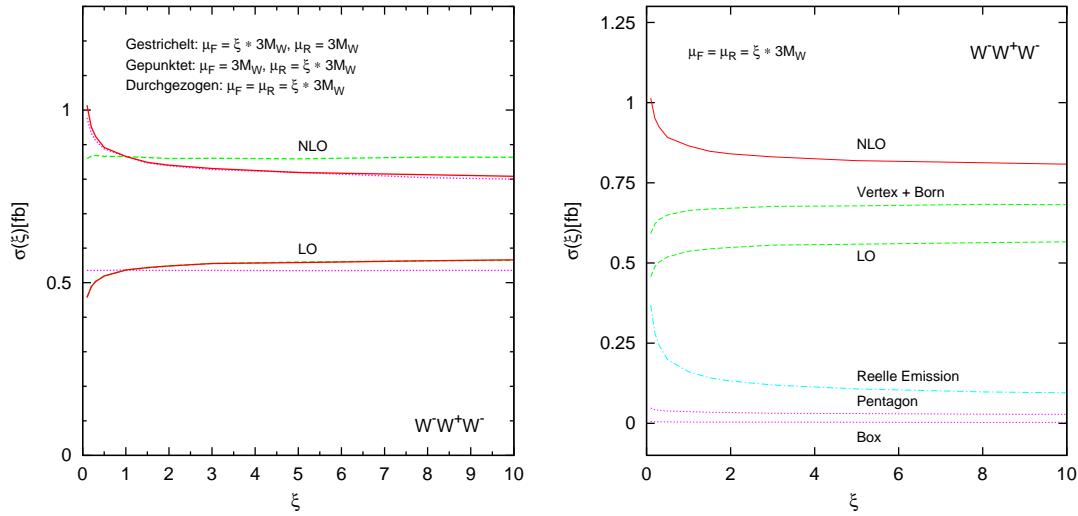 Gestrichelt: μF = ξ * 3MW, μR = 3MW
Gepunktet: μF = 3MW, μR = ξ * 3MW
Durchgezogen: μF = μR = ξ * 3MW
1
NLO
σ(ξ)[fb]
LO
0.5
W-W+W-
0
0 1 2 3 4 5 6 7 8 9 10
ξ
μF = μR = ξ * 3MW
W-W+W-
1.25
1
NLO
0.75
Vertex + Born
σ(ξ)[fb]
LO
0.5
0.25
Reelle Emission
Pentagon
0
Box
0 2 4 6 8 10
ξ